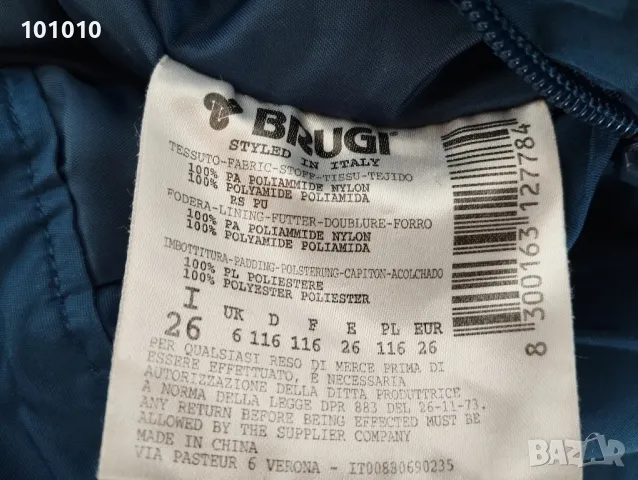 101010
BRUGI
STYLED IN ITALY
TESSUTO-FABRIC-STOFF-TISSU-TEJIDO
100% PA POLIAMMIDE NYLON
100% POLYAMIDE POLIAMIDA
RS PU
FODERA-LINING-FUTTER-DOUBLURE-FORRO
100% PA POLIAMMIDE NYLON
100% POLYAMIDE POLIAMIDA
IMBOTTITURA-PADDING-POLSTERUNG-CAPITON-ACOLCHADO
100% PL POLIESTERE
100% POLYESTER POLIESTER
I UK D F E PL EUR
26 6 116 116 26 116 26
PER QUALSIASI RESO DI MERCE PRIMA DI
ESSERE EFFETTUATO, È NECESSARIA
AUTORIZZAZIONE DELLA DITTA PRODUTTRICE
A NORMA DELLA LEGGE DPR 883 DEL 26-11-73.
ANY RETURN BEFORE BEING EFFECTED MUST BE
ALLOWED BY THE SUPPLIER COMPANY
MADE IN CHINA
VIA PASTEUR 6 VERONA - IT00880690235
8 300163 127784
BAZAR